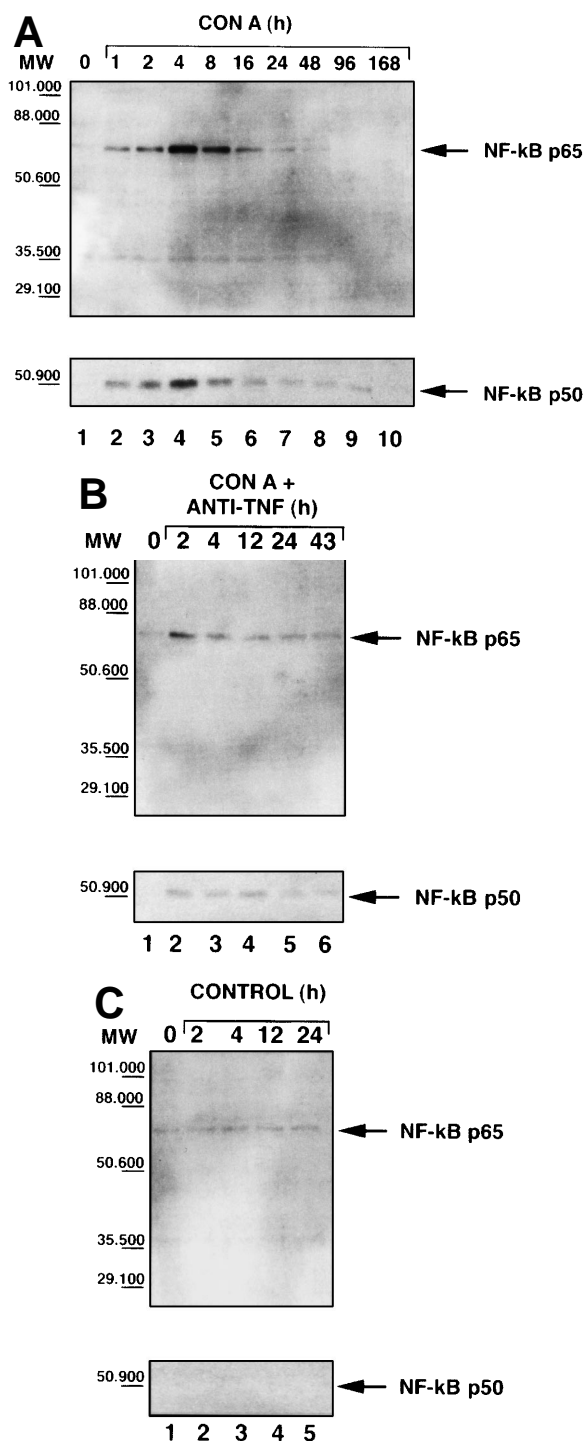 A
CON A (h)
MW 0 1 2 4 8 16 24 48 96 168
101.000
88.000
NF-kB p65
50.600
35.500
29.100
50.900
NF-kB p50
1 2 3 4 5 6 7 8 9 10
B
CON A +
ANTI-TNF (h)
MW 0 2 4 12 24 43
101.000
88.000
NF-kB p65
50.600
35.500
29.100
50.900
NF-kB p50
1 2 3 4 5 6
C
CONTROL (h)
MW 0 2 4 12 24
101.000
88.000
NF-kB p65
50.600
35.500
29.100
50.900
NF-kB p50
1 2 3 4 5